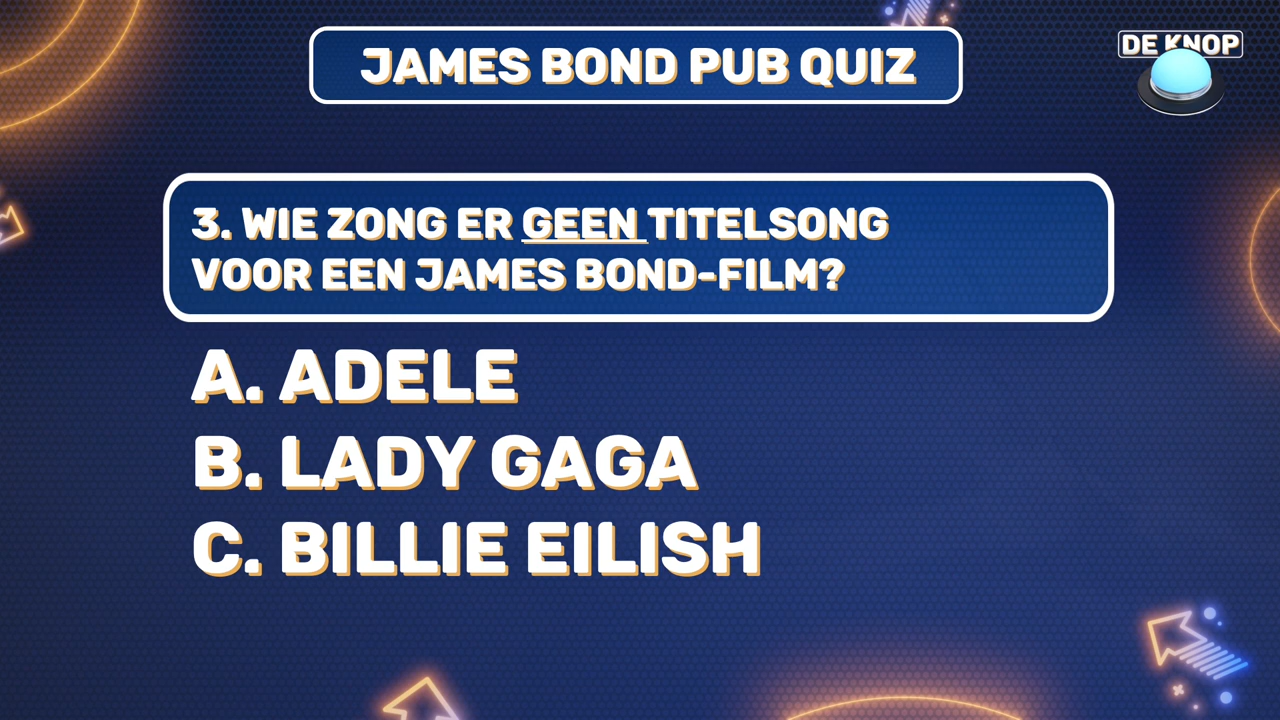 JAMES BOND PUB QUIZ
DE KNOP
3. WIE ZONG ER GEEN TITELSONG
VOOR EEN JAMES BOND-FILM?
A. ADELE
B. LADY GAGA
C. BILLIE EILISH